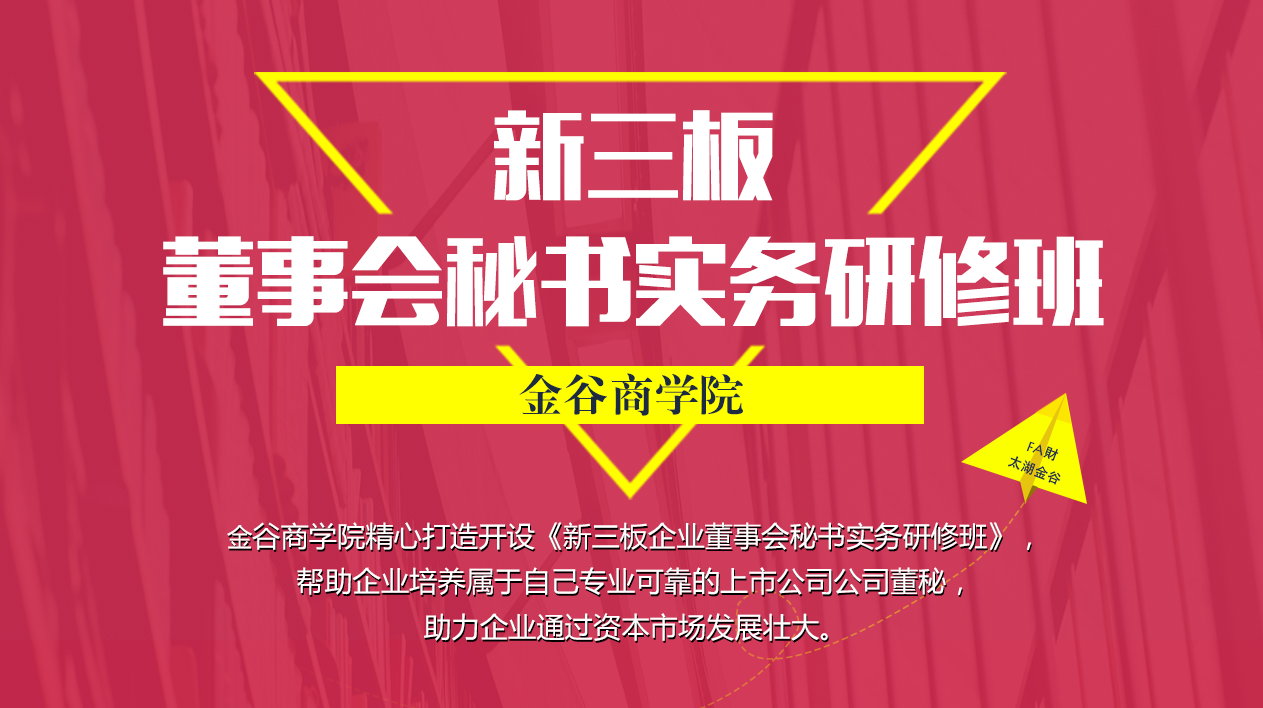 新三板
董事会秘书实务研修班
金谷商学院
FA财
太湖金谷
金谷商学院精心打造开设《新三板企业董事会秘书实务研修班》，
帮助企业培养属于自己专业可靠的上市公司公司董秘，
助力企业通过资本市场发展壮大。